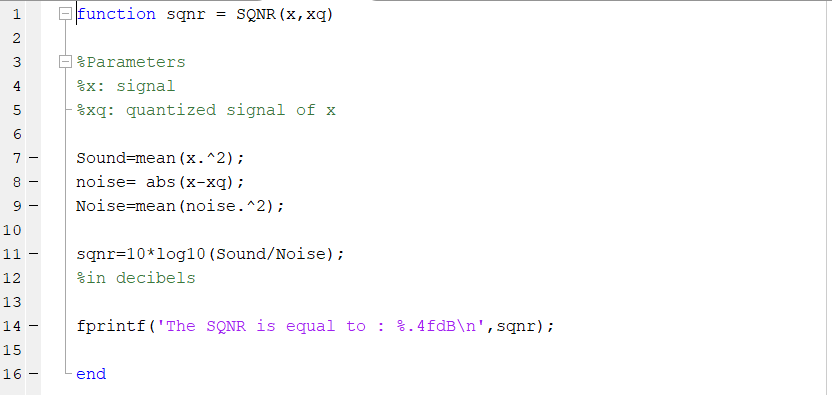 1 function sqnr = SQNR(x,xq)
2
3 %Parameters
4 %x: signal
5 %xq: quantized signal of x
6
7 Sound=mean(x.^2);
8 noise= abs(x-xq);
9 Noise=mean(noise.^2);
10
11 sqnr=10*log10(Sound/Noise);
12 %in decibels
13
14 fprintf('The SQNR is equal to : %.4fdB\n',sqnr);
15
16 end